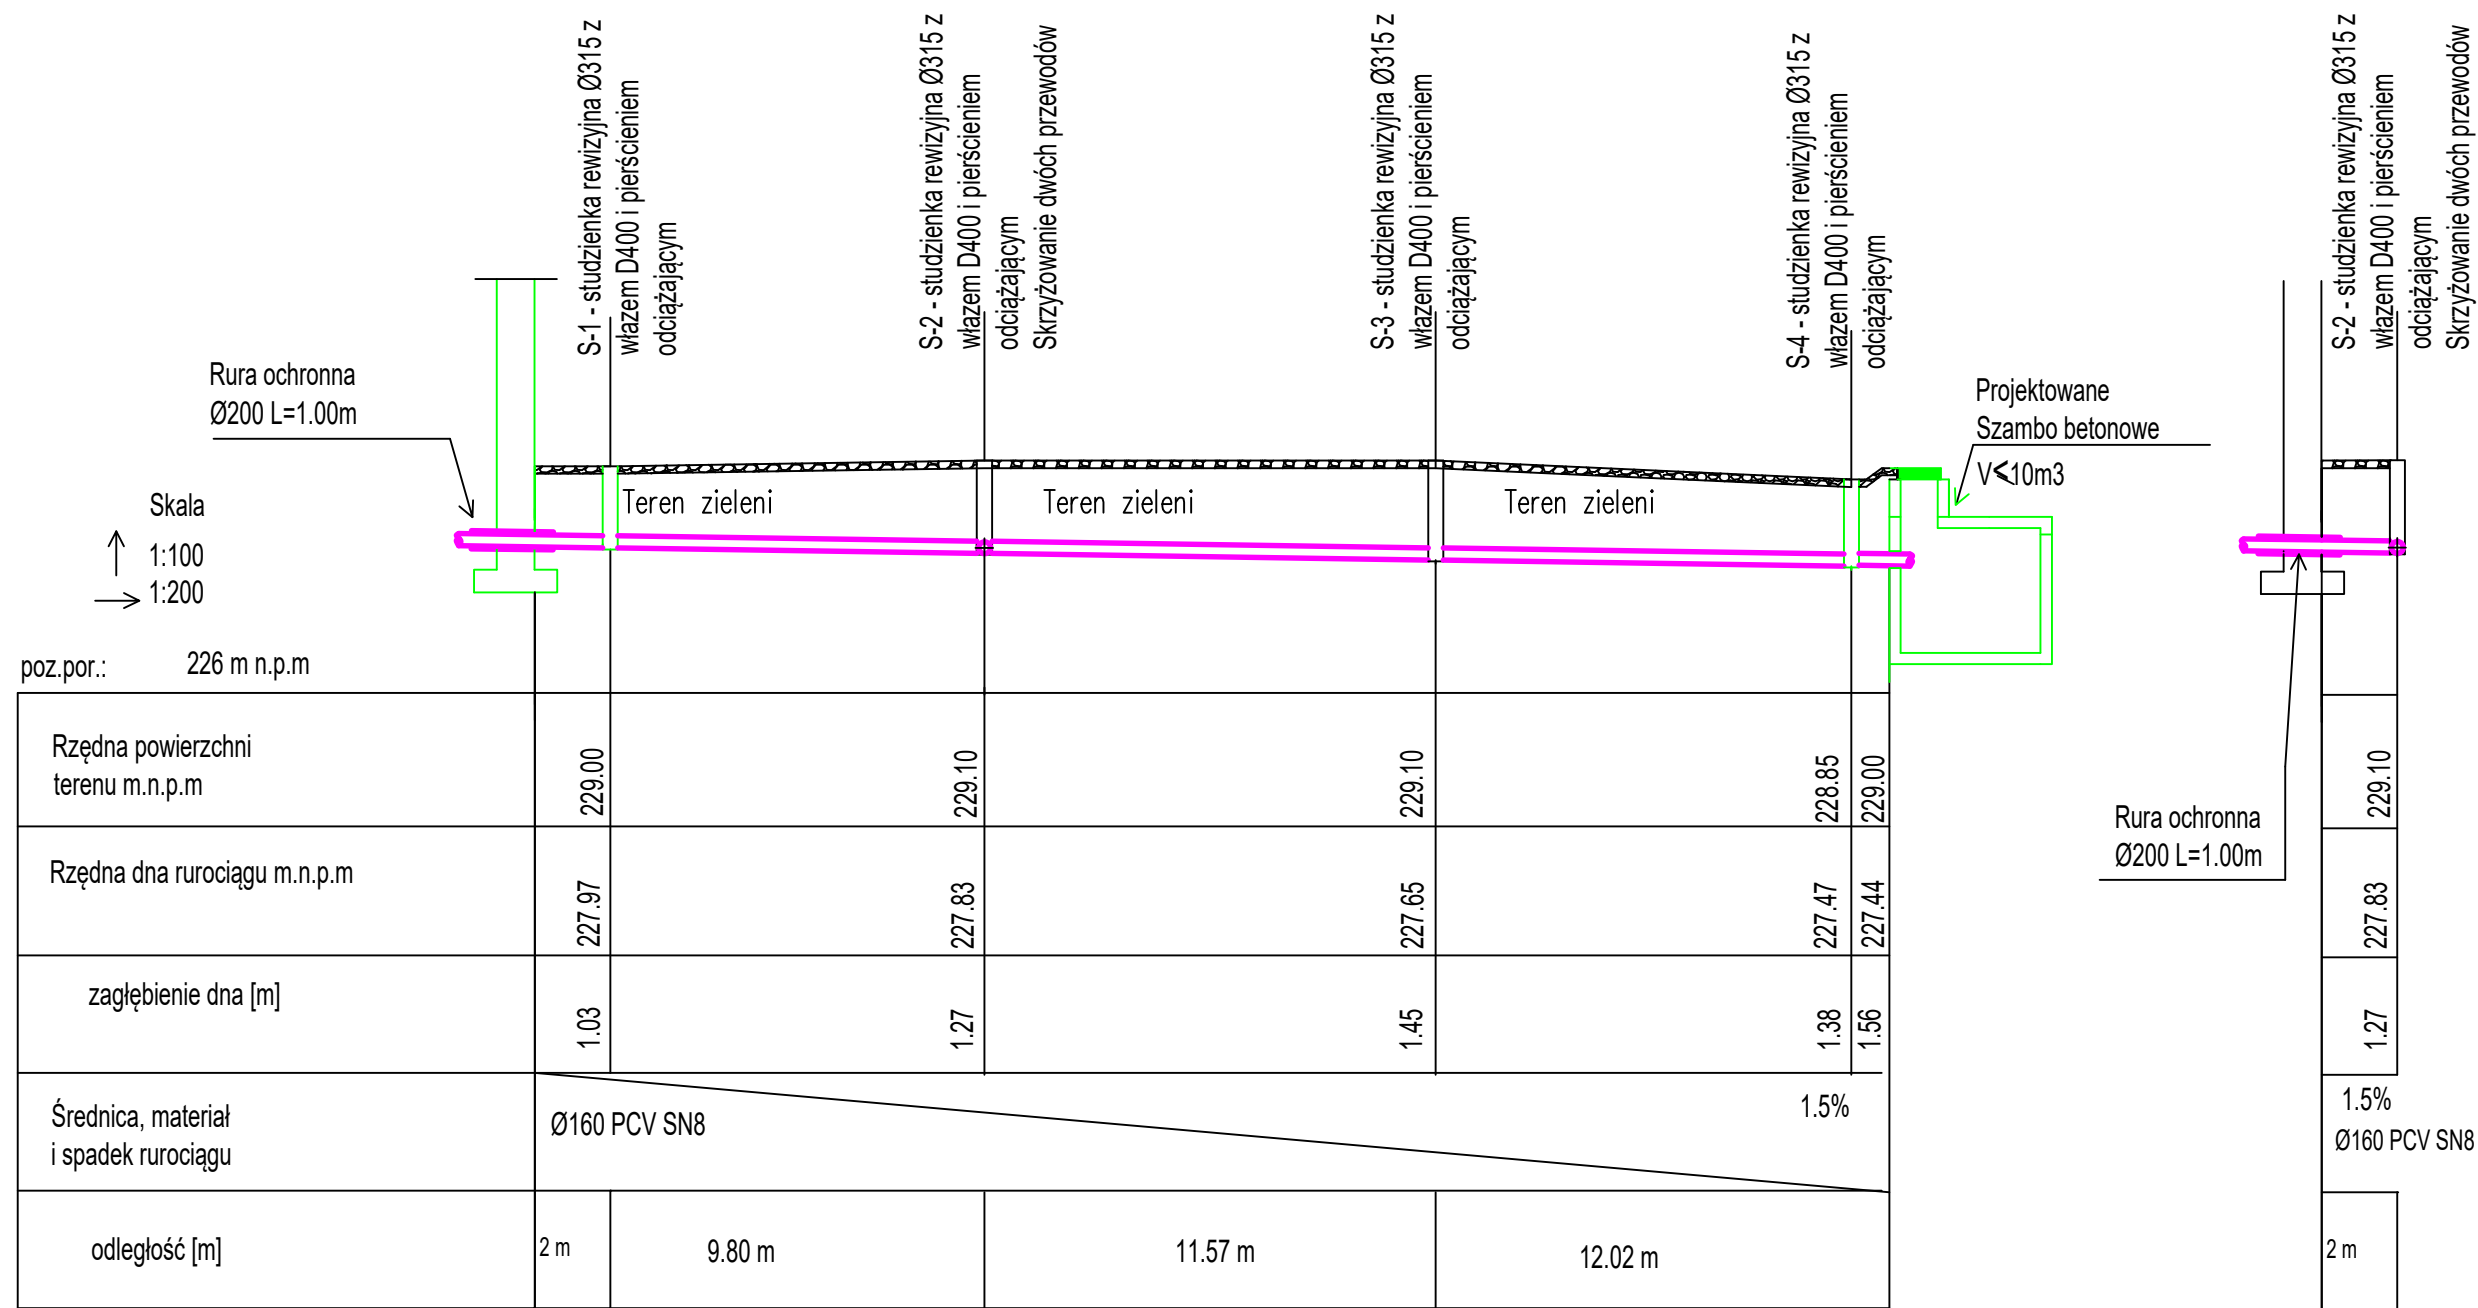 S-1 - studzienka rewizyjna Ø315 z
włazem D400 i pierścieniem
odciążającym
S-2 - studzienka rewizyjna Ø315 z
włazem D400 i pierścieniem
odciążającym
Skrzyżowanie dwóch przewodów
S-3 - studzienka rewizyjna Ø315 z
włazem D400 i pierścieniem
odciążającym
S-4 - studzienka rewizyjna Ø315 z
włazem D400 i pierścieniem
odciążającym
S-2 - studzienka rewizyjna Ø315 z
włazem D400 i pierścieniem
odciążającym
Skrzyżowanie dwóch przewodów
Rura ochronna
Ø200 L=1.00m
Projektowane
Szambo betonowe
V≤10m3
Teren zieleni
Teren zieleni
Teren zieleni
Skala
1:100
1:200
poz.por.: 226 m n.p.m
Rzędna powierzchni
terenu m.n.p.m
229.00
229.10
229.10
228.85
229.00
229.10
Rura ochronna
Ø200 L=1.00m
Rzędna dna rurociągu m.n.p.m
227.97
227.83
227.65
227.47
227.44
227.83
zagłębienie dna [m]
1.03
1.27
1.45
1.38
1.56
1.27
Średnica, materiał
i spadek rurociągu
Ø160 PCV SN8
1.5%
1.5%
Ø160 PCV SN8
odległość [m]
2 m
9.80 m
11.57 m
12.02 m
2 m